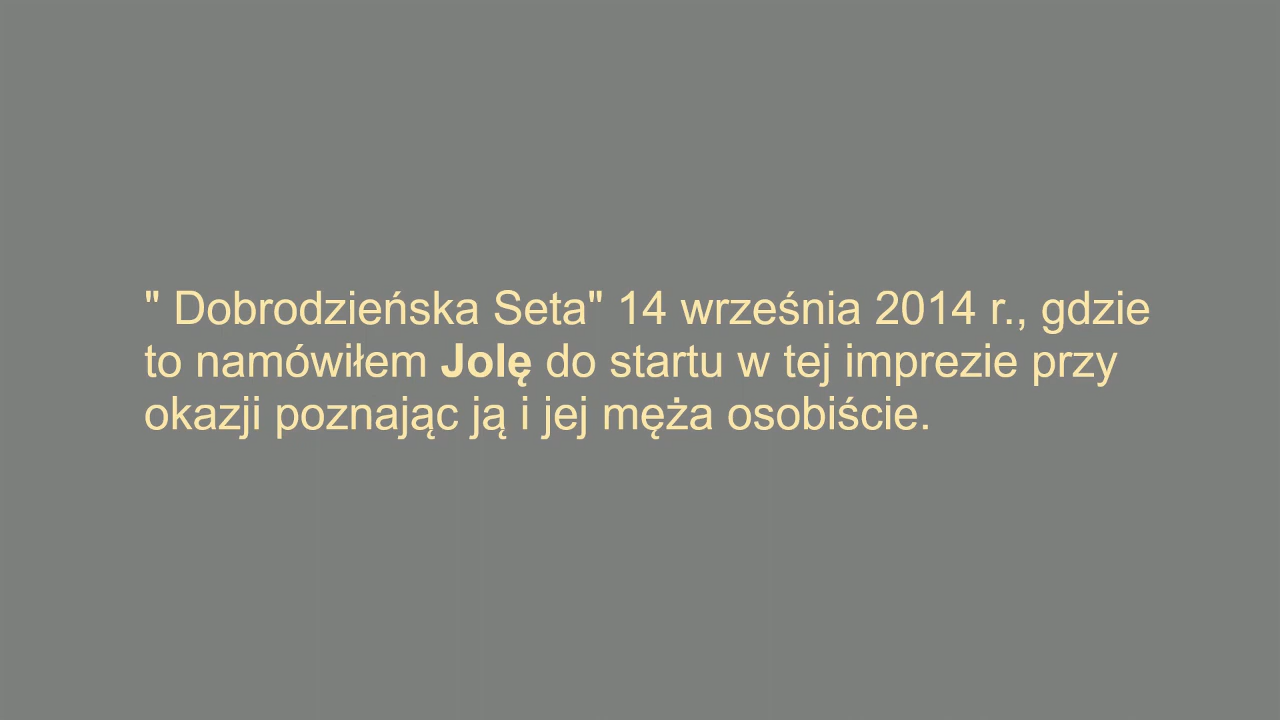 " Dobrodzieńska Seta" 14 września 2014 r., gdzie
to namówiłem Jolę do startu w tej imprezie przy
okazji poznając ją i jej męża osobiście.